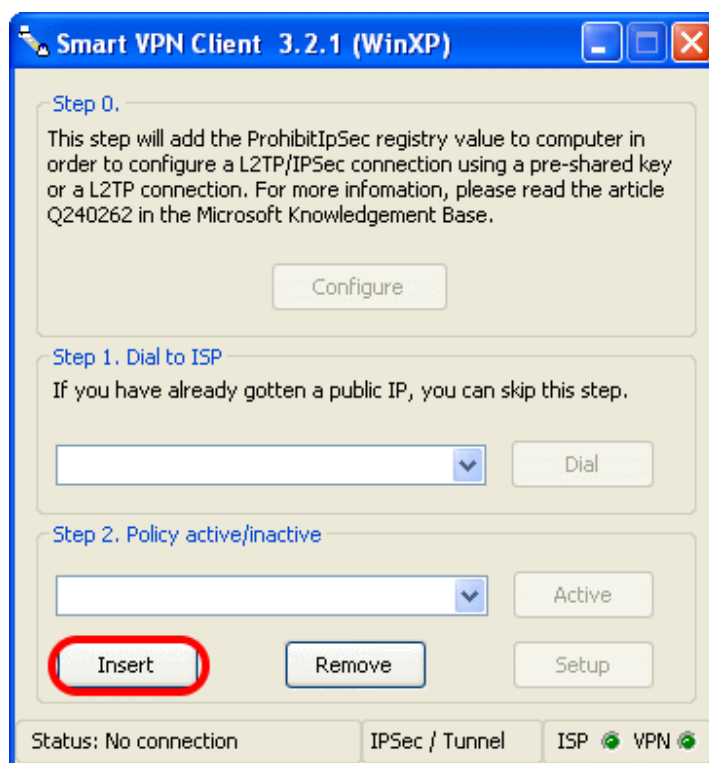 Smart VPN Client 3.2.1 (WinXP)
Step 0.
This step will add the ProhibitIpSec registry value to computer in
order to configure a L2TP/IPSec connection using a pre-shared key
or a L2TP connection. For more infomation, please read the article
Q240262 in the Microsoft Knowledgement Base.
Configure
Step 1. Dial to ISP
If you have already gotten a public IP, you can skip this step.
Dial
Step 2. Policy active/inactive
Active
Insert Remove Setup
Status: No connection IPSec / Tunnel ISP VPN